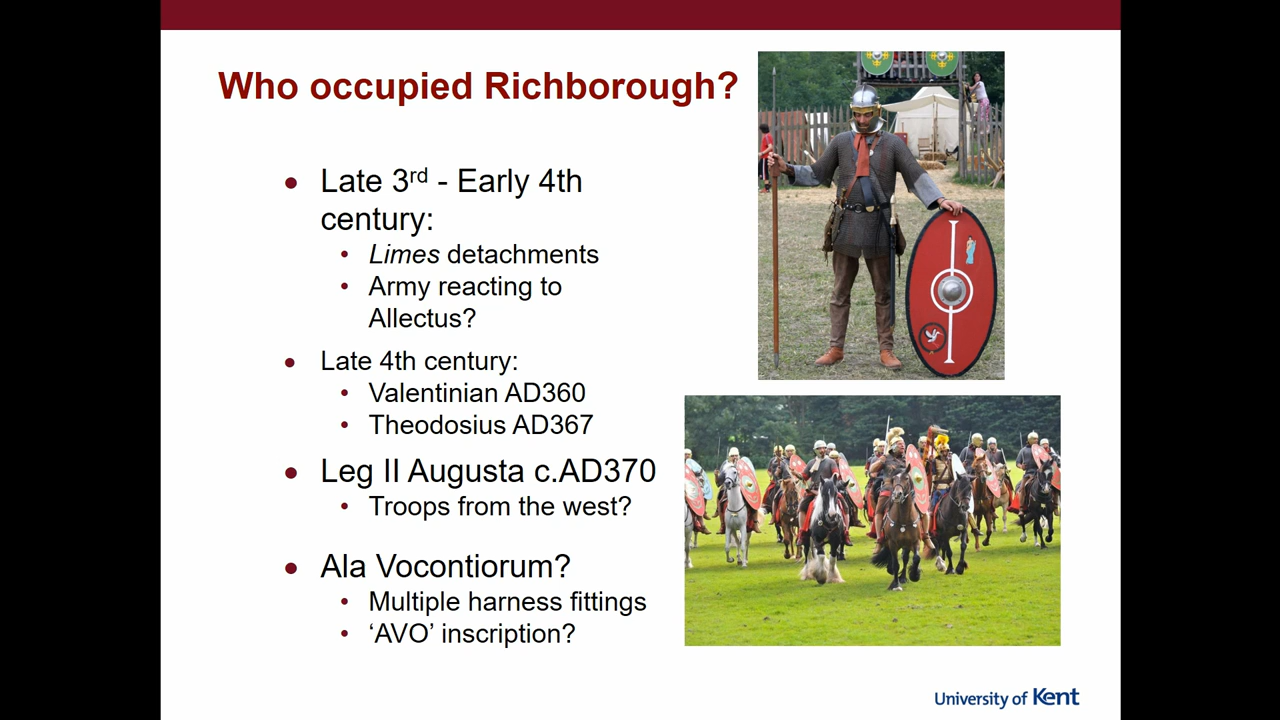 Who occupied Richborough?
Late 3rd - Early 4th
century:
Limes detachments
Army reacting to
Allectus?
Late 4th century:
Valentinian AD360
Theodosius AD367
Leg II Augusta c.AD370
Troops from the west?
Ala Vocontiorum?
Multiple harness fittings
‘AVO’ inscription?
University of Kent